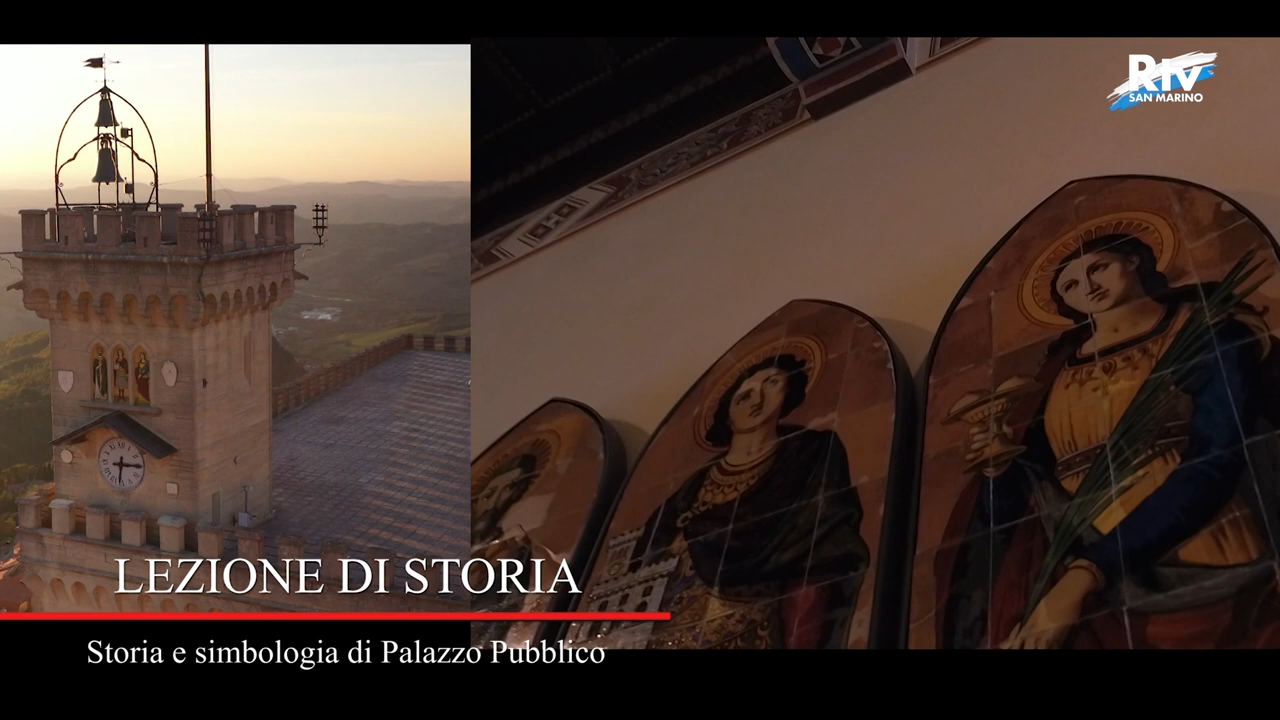 Rtv
SAN MARINO
LEZIONE DI STORIA
Storia e simbologia di Palazzo Pubblico